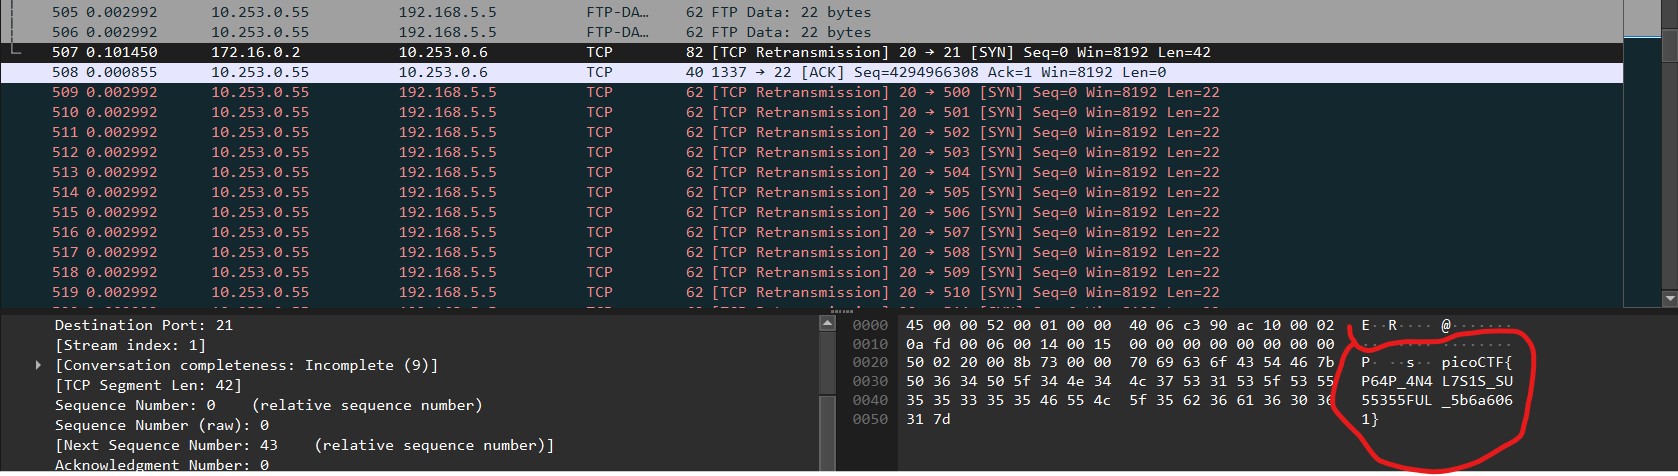 505 0.002992 10.253.0.55 192.168.5.5 FTP-DA… 62 FTP Data: 22 bytes
506 0.002992 10.253.0.55 192.168.5.5 FTP-DA… 62 FTP Data: 22 bytes
507 0.101450 172.16.0.2 10.253.0.6 TCP 82 [TCP Retransmission] 20 → 21 [SYN] Seq=0 Win=8192 Len=42
508 0.000855 10.253.0.55 10.253.0.6 TCP 40 1337 → 22 [ACK] Seq=4294966308 Ack=1 Win=8192 Len=0
509 0.002992 10.253.0.55 192.168.5.5 TCP 62 [TCP Retransmission] 20 → 500 [SYN] Seq=0 Win=8192 Len=22
510 0.002992 10.253.0.55 192.168.5.5 TCP 62 [TCP Retransmission] 20 → 501 [SYN] Seq=0 Win=8192 Len=22
511 0.002992 10.253.0.55 192.168.5.5 TCP 62 [TCP Retransmission] 20 → 502 [SYN] Seq=0 Win=8192 Len=22
512 0.002992 10.253.0.55 192.168.5.5 TCP 62 [TCP Retransmission] 20 → 503 [SYN] Seq=0 Win=8192 Len=22
513 0.002992 10.253.0.55 192.168.5.5 TCP 62 [TCP Retransmission] 20 → 504 [SYN] Seq=0 Win=8192 Len=22
514 0.002992 10.253.0.55 192.168.5.5 TCP 62 [TCP Retransmission] 20 → 505 [SYN] Seq=0 Win=8192 Len=22
515 0.002992 10.253.0.55 192.168.5.5 TCP 62 [TCP Retransmission] 20 → 506 [SYN] Seq=0 Win=8192 Len=22
516 0.002992 10.253.0.55 192.168.5.5 TCP 62 [TCP Retransmission] 20 → 507 [SYN] Seq=0 Win=8192 Len=22
517 0.002992 10.253.0.55 192.168.5.5 TCP 62 [TCP Retransmission] 20 → 508 [SYN] Seq=0 Win=8192 Len=22
518 0.002992 10.253.0.55 192.168.5.5 TCP 62 [TCP Retransmission] 20 → 509 [SYN] Seq=0 Win=8192 Len=22
519 0.002992 10.253.0.55 192.168.5.5 TCP 62 [TCP Retransmission] 20 → 510 [SYN] Seq=0 Win=8192 Len=22
Destination Port: 21
[Stream index: 1]
[Conversation completeness: Incomplete (9)]
[TCP Segment Len: 42]
Sequence Number: 0 (relative sequence number)
Sequence Number (raw): 0
[Next Sequence Number: 43 (relative sequence number)]
Acknowledgment Number: 0
0000 45 00 00 52 00 01 00 00 40 06 c3 90 ac 10 00 02 E··R···· @·······
0010 0a fd 00 06 00 14 00 15 00 00 00 00 00 00 00 00 ········ ········
0020 50 02 20 00 8b 73 00 00 70 69 63 6f 43 54 46 7b P· ··s·· picoCTF{
0030 50 36 34 50 5f 34 4e 34 4c 37 53 31 53 5f 53 55 P64P_4N4 L7S1S_SU
0040 35 35 33 35 35 46 55 4c 5f 35 62 36 61 36 30 36 55355FUL _5b6a606
0050 31 7d 1}